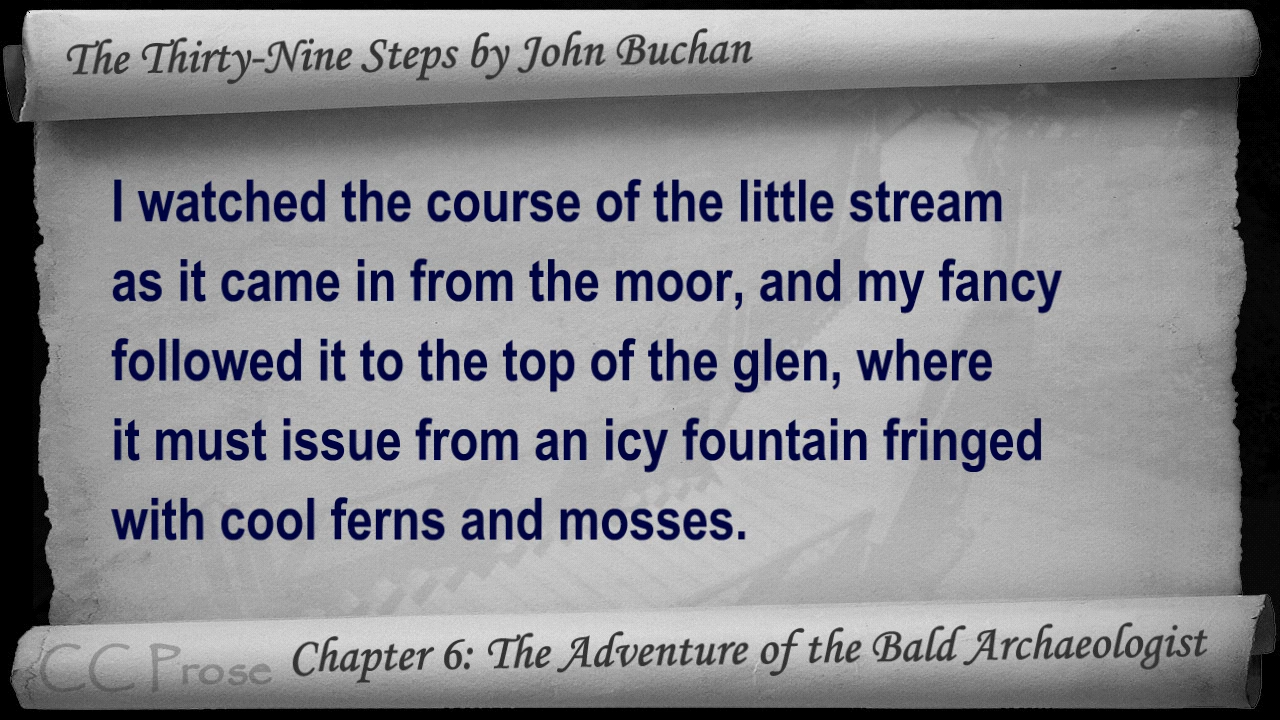 The Thirty-Nine Steps by John Buchan
I watched the course of the little stream
as it came in from the moor, and my fancy
followed it to the top of the glen, where
it must issue from an icy fountain fringed
with cool ferns and mosses.
CC Prose
Chapter 6: The Adventure of the Bald Archaeologist